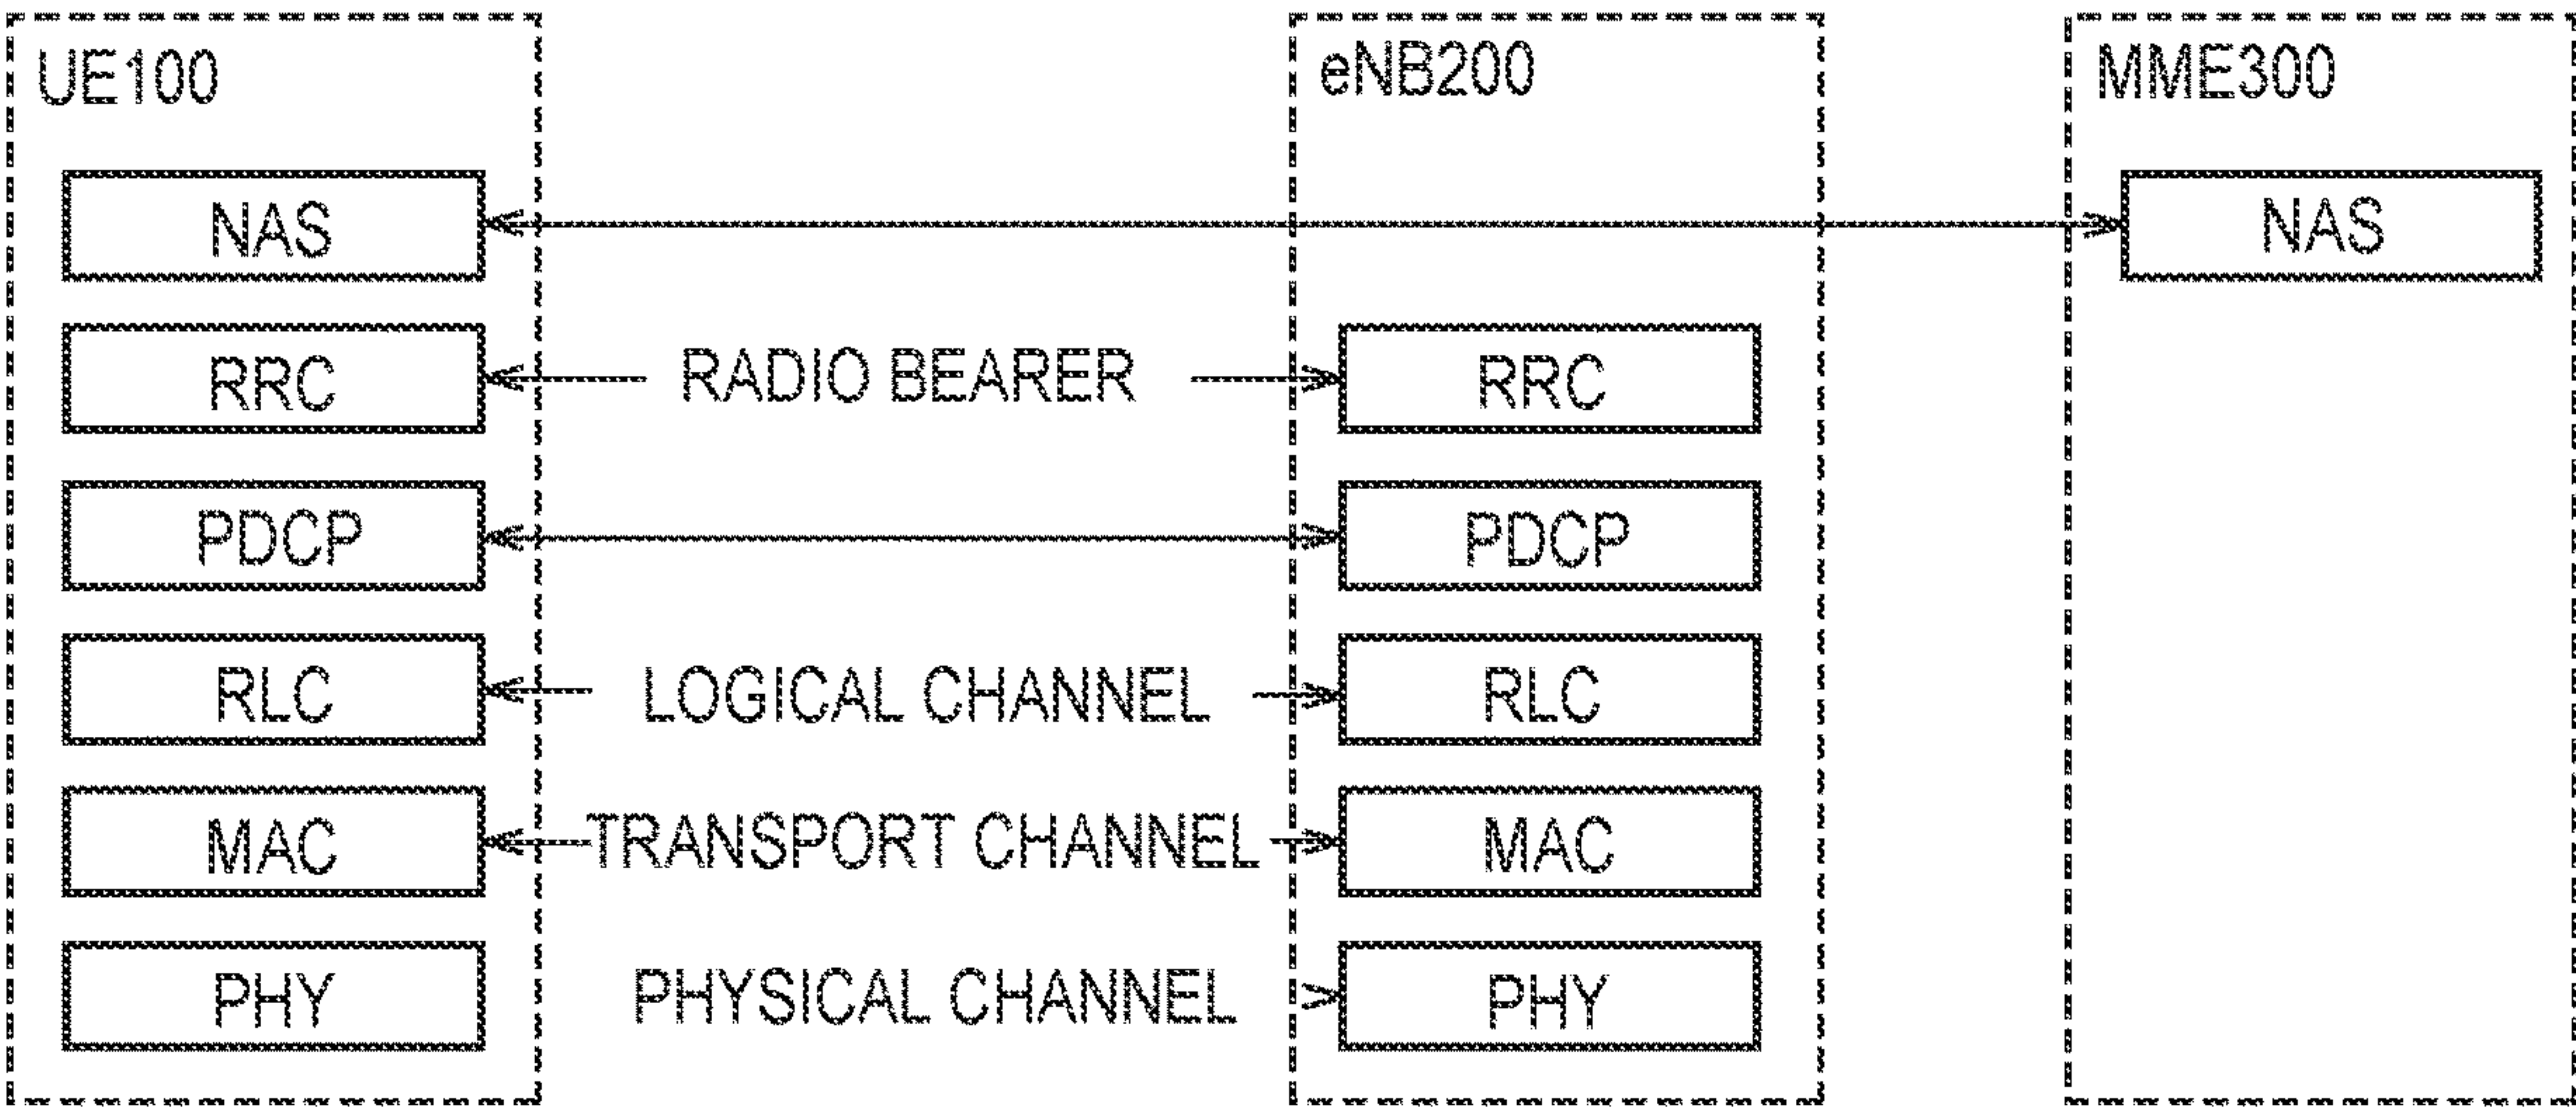 UE100 eNB200 MME300
NAS NAS
RRC RADIO BEARER RRC
PDCP PDCP
RLC LOGICAL CHANNEL RLC
MAC TRANSPORT CHANNEL MAC
PHY PHYSICAL CHANNEL PHY